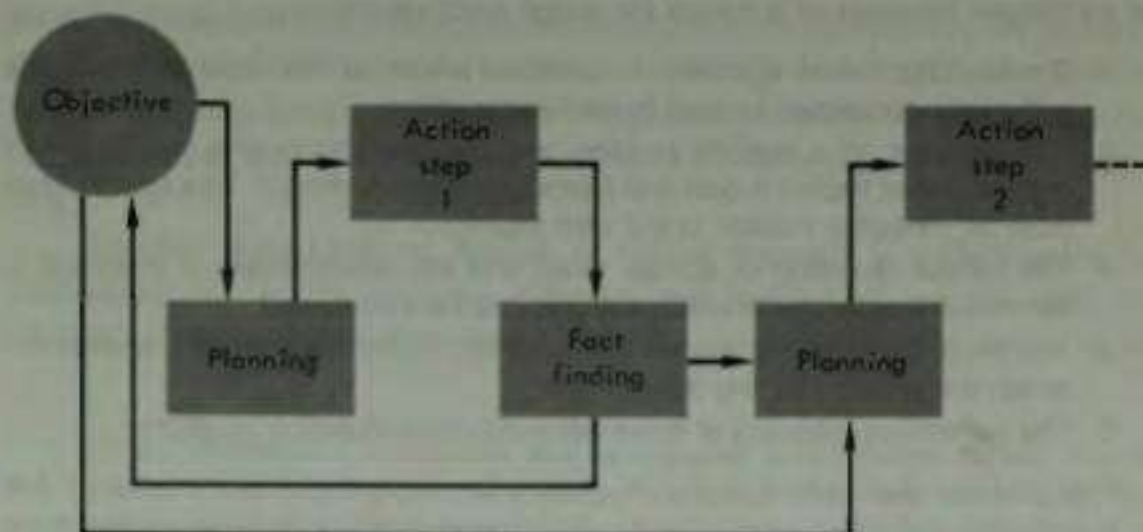 Objective
Action
step
1
Action
step
2
Planning
Fact
finding
Planning